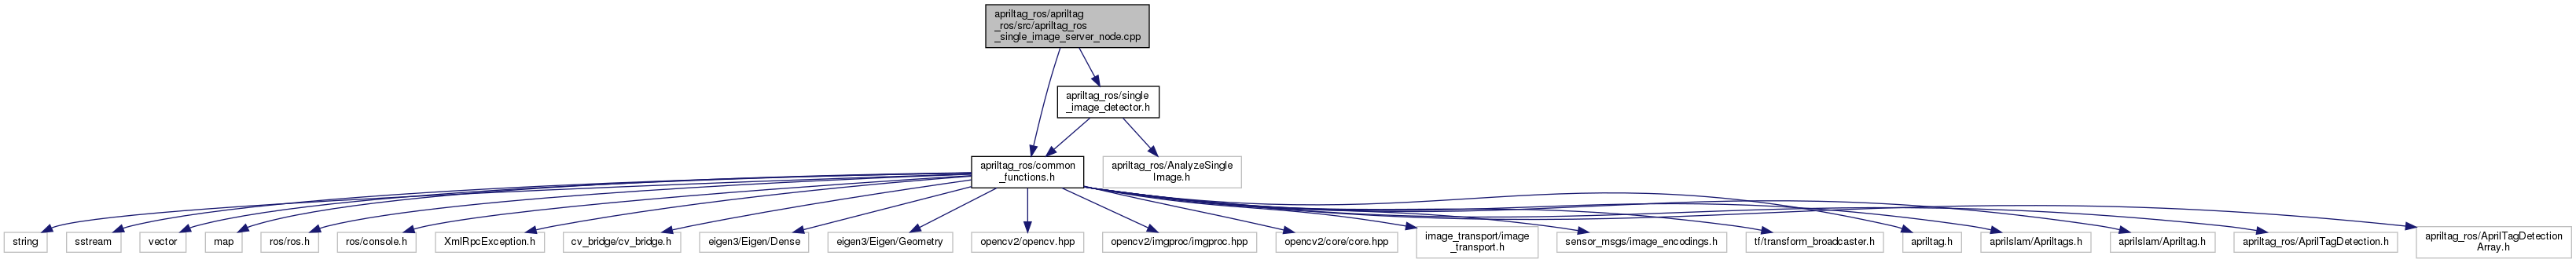 apriltag_ros/apriltag
_ros/src/apriltag_ros
_single_image_server_node.cpp
apriltag_ros/single
_image_detector.h
apriltag_ros/common
_functions.h
apriltag_ros/AnalyzeSingle
Image.h
string
sstream
vector
map
ros/ros.h
ros/console.h
XmlRpcException.h
cv_bridge/cv_bridge.h
eigen3/Eigen/Dense
eigen3/Eigen/Geometry
opencv2/opencv.hpp
opencv2/imgproc/imgproc.hpp
opencv2/core/core.hpp
image_transport/image
_transport.h
sensor_msgs/image_encodings.h
tf/transform_broadcaster.h
apriltag.h
aprilslam/Apriltags.h
aprilslam/Apriltag.h
apriltag_ros/AprilTagDetection.h
apriltag_ros/AprilTagDetection
Array.h